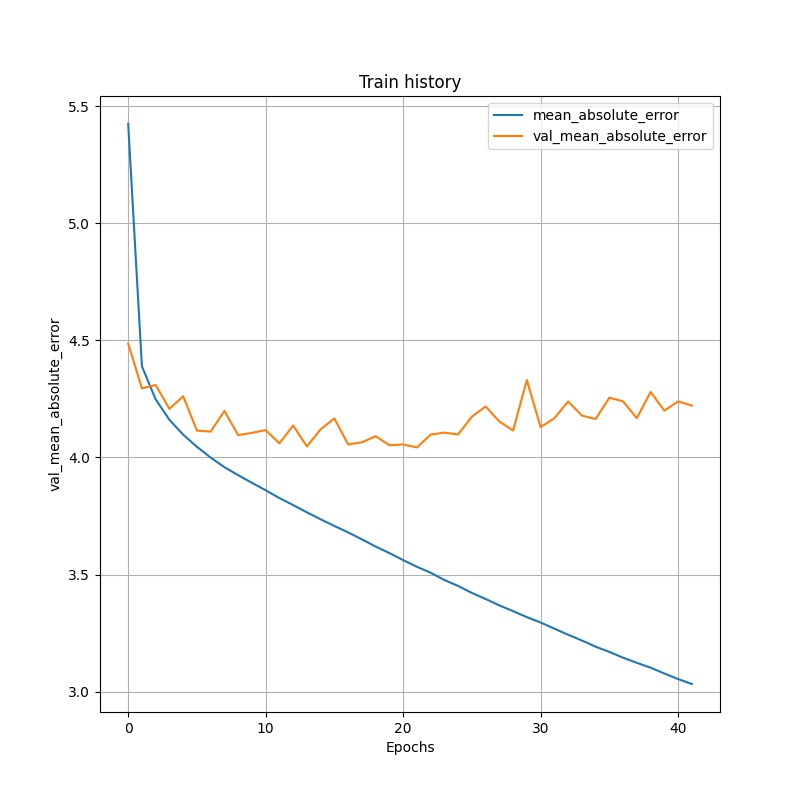 Train history
mean_absolute_error
val_mean_absolute_error
5.5
5.0
4.5
4.0
3.5
3.0
val_mean_absolute_error
0 10 20 30 40
Epochs